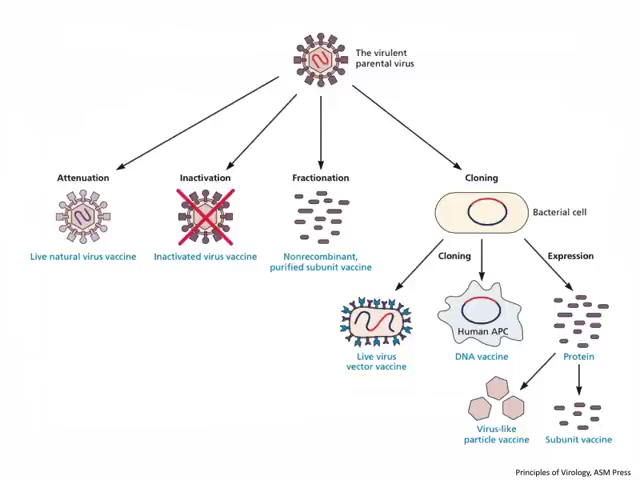 The virulent
parental virus
Attenuation
Inactivation
Fractionation
Cloning
Bacterial cell
Live natural virus vaccine
Inactivated virus vaccine
Nonrecombinant,
purified subunit vaccine
Cloning
Expression
Human APC
Live virus
vector vaccine
DNA vaccine
Protein
Virus-like
particle vaccine
Subunit vaccine
Principles of Virology, ASM Press